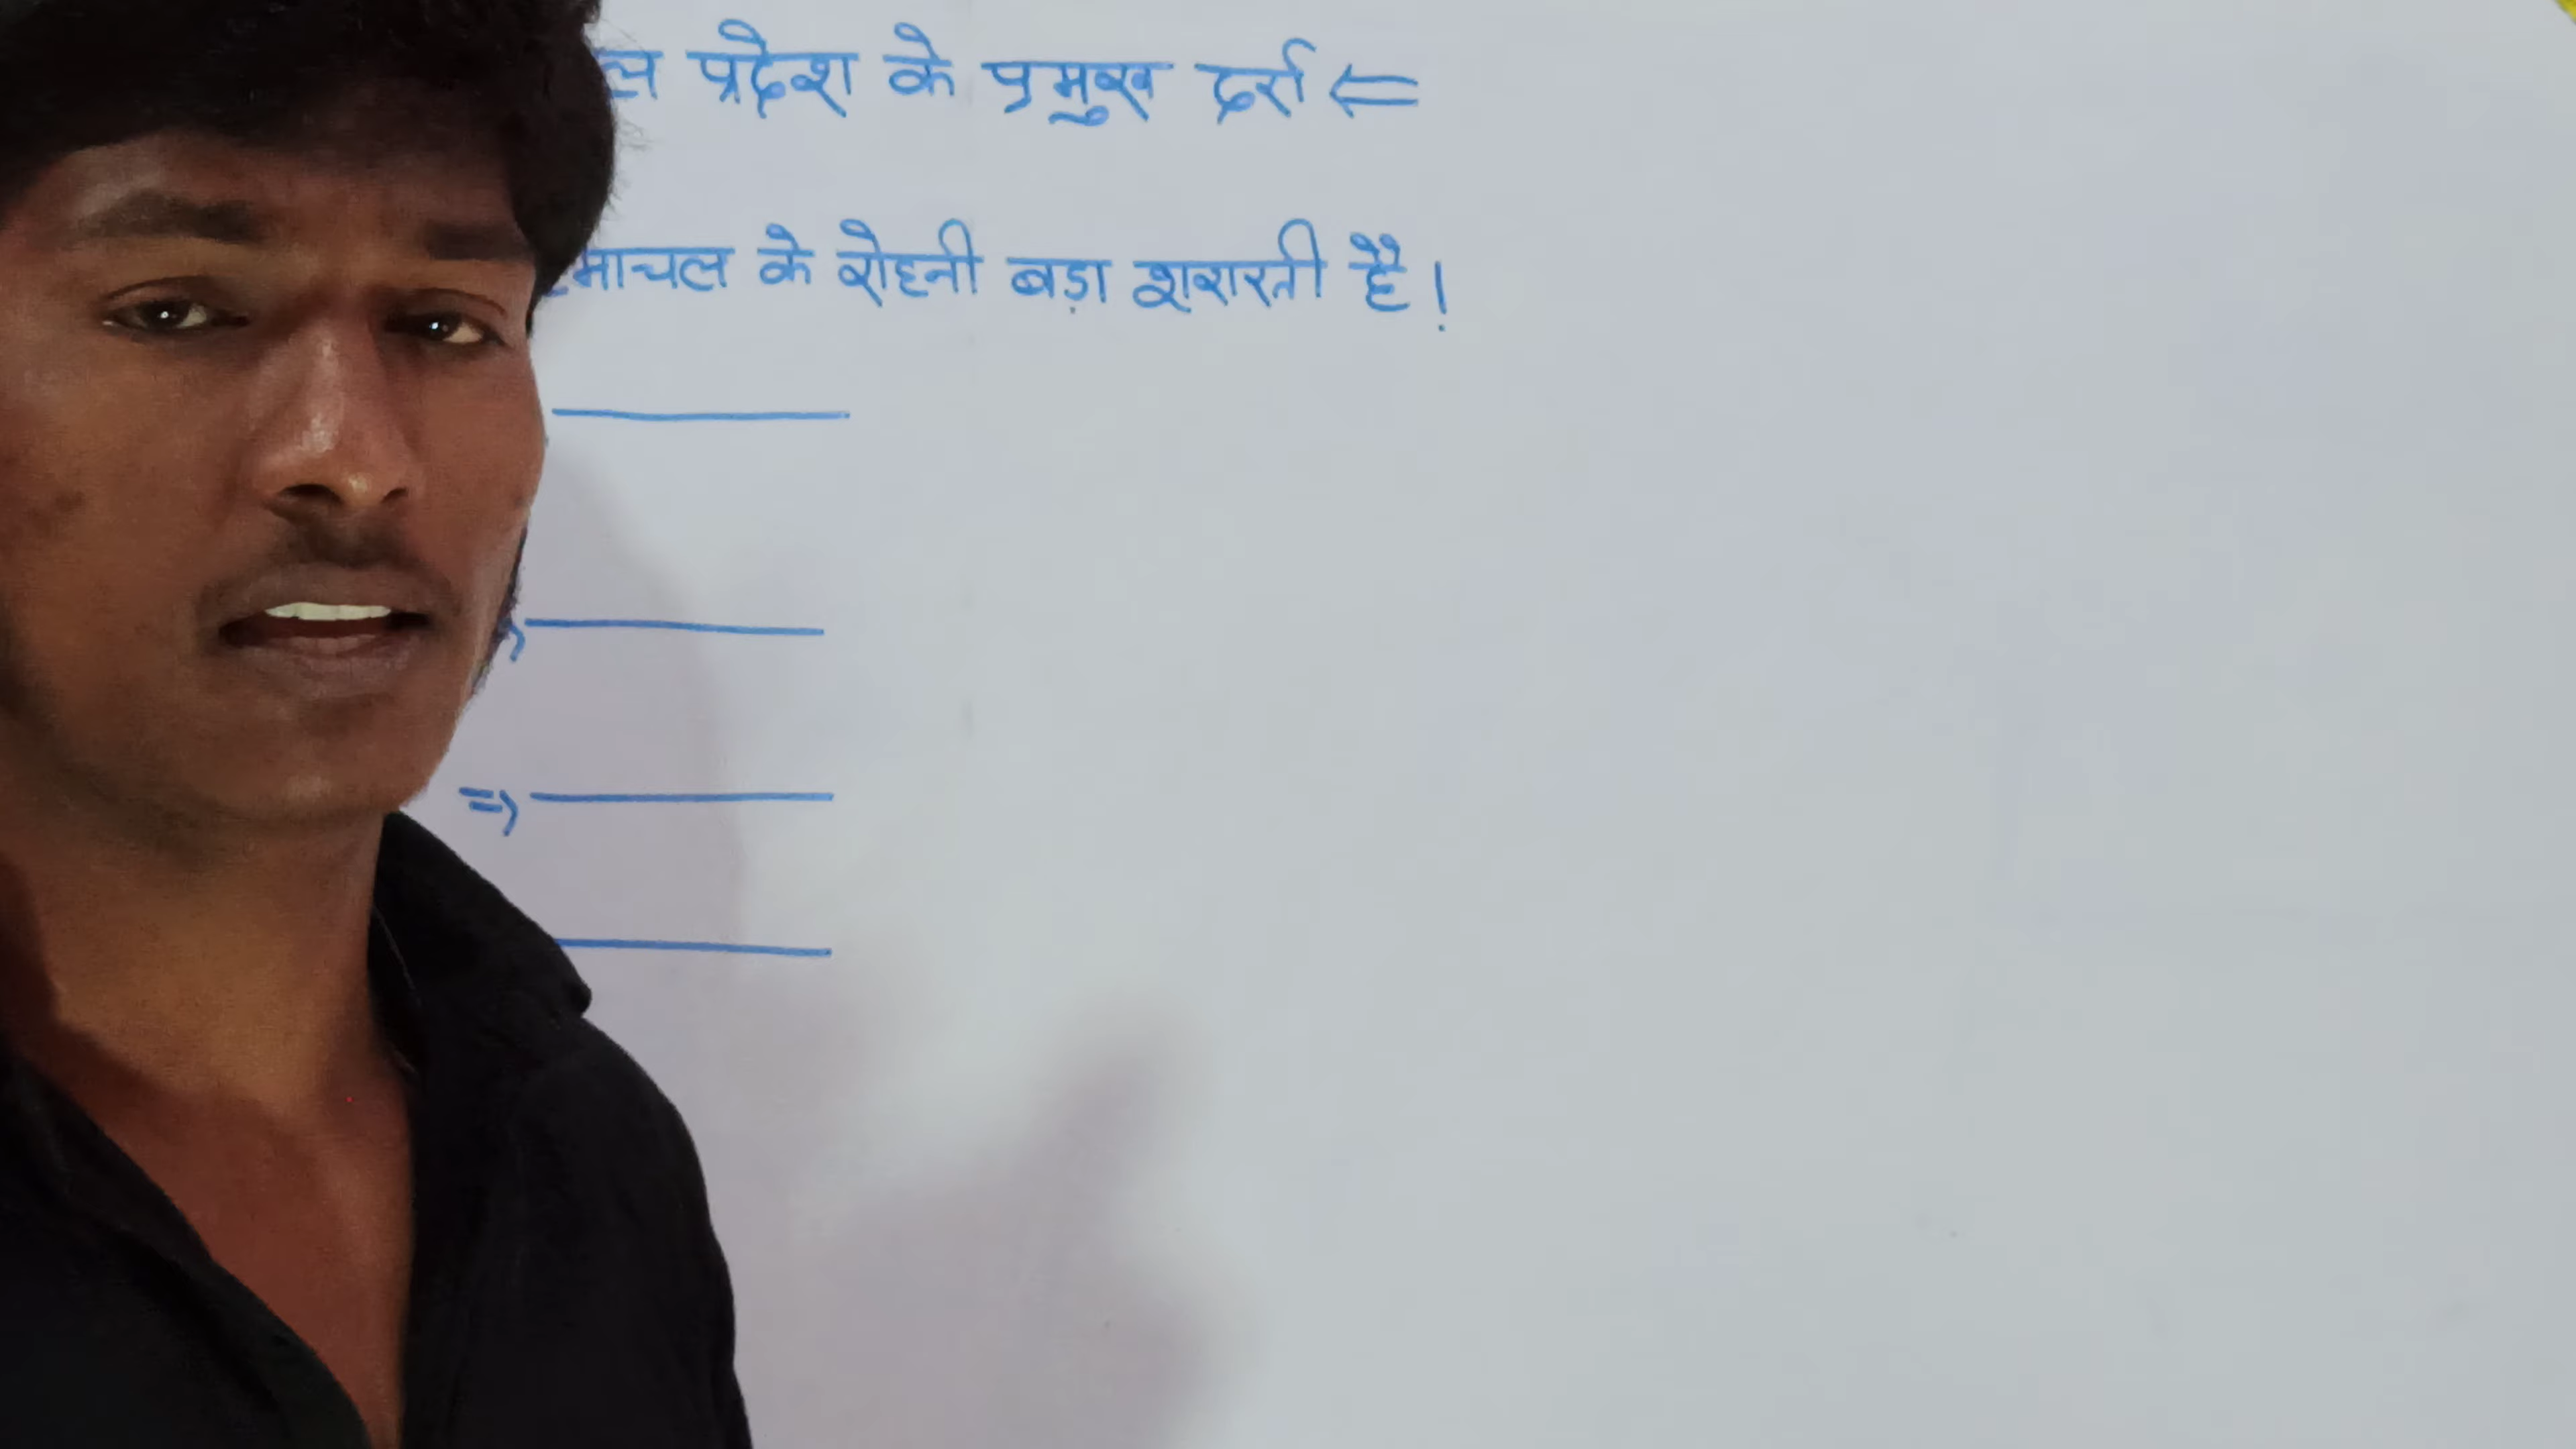 ल प्रदेश के प्रमुख दर्रा <=
माचल के रोहनी बड़ा शरारती है!
=>